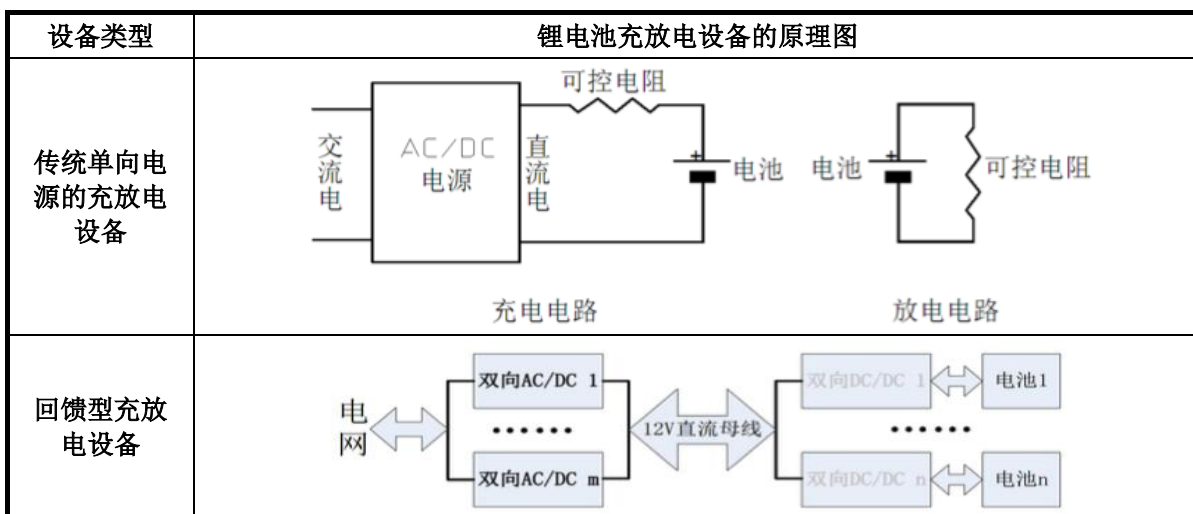 设备类型
锂电池充放电设备的原理图
传统单向电
源的充放电
设备
交流电
AC/DC
电源
直流电
可控电阻
+
电池
充电电路
电池
+
可控电阻
放电电路
回馈型充放
电设备
电网
双向AC/DC 1
······
双向AC/DC m
12V直流母线
双向DC/DC 1
······
双向DC/DC n
电池1
电池n